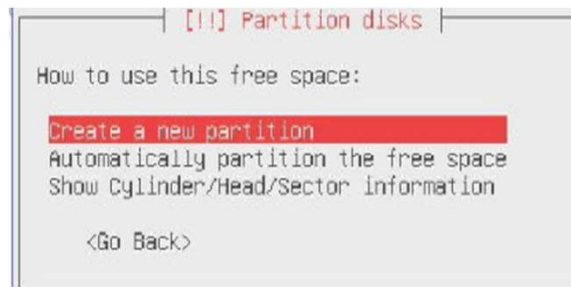 [!!] Partition disks
How to use this free space:
Create a new partition
Automatically partition the free space
Show Cylinder/Head/Sector information
<Go Back>